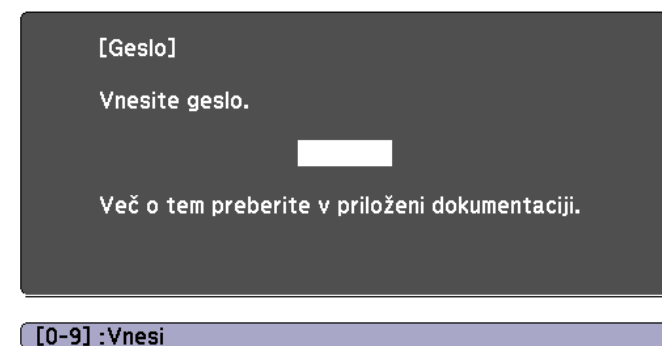 [Geslo]
Vnesite geslo.
Več o tem preberite v priloženi dokumentaciji.
[0-9] :Vnesi